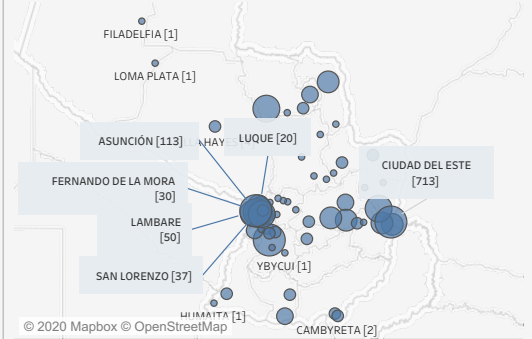 FILADELFIA [1]
LOMA PLATA [1]
ASUNCIÓN [113]
HAY
LUQUE [20]
CIUDAD DEL ESTE
[713]
FERNANDO DE LA MORA
[30]
LAMBARE
[50]
SAN LORENZO [37]
YBYCUI [1]
HUMAITA [1]
CAMBYRETA [2]
© 2020 Mapbox © OpenStreetMap